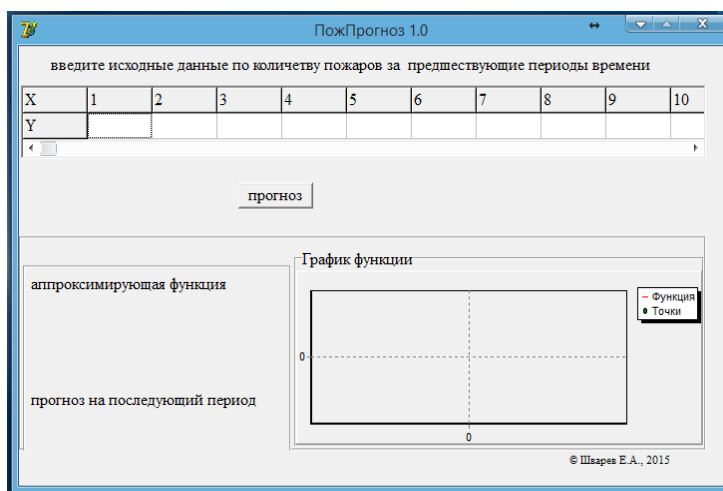 ПожПрогноз 1.0
введите исходные данные по количетву пожаров за предшествующие периоды времени
X 1 2 3 4 5 6 7 8 9 10
Y
прогноз
График функции
аппроксимирующая функция
Функция
Точки
0
прогноз на последующий период
0
© Шварев Е.А., 2015